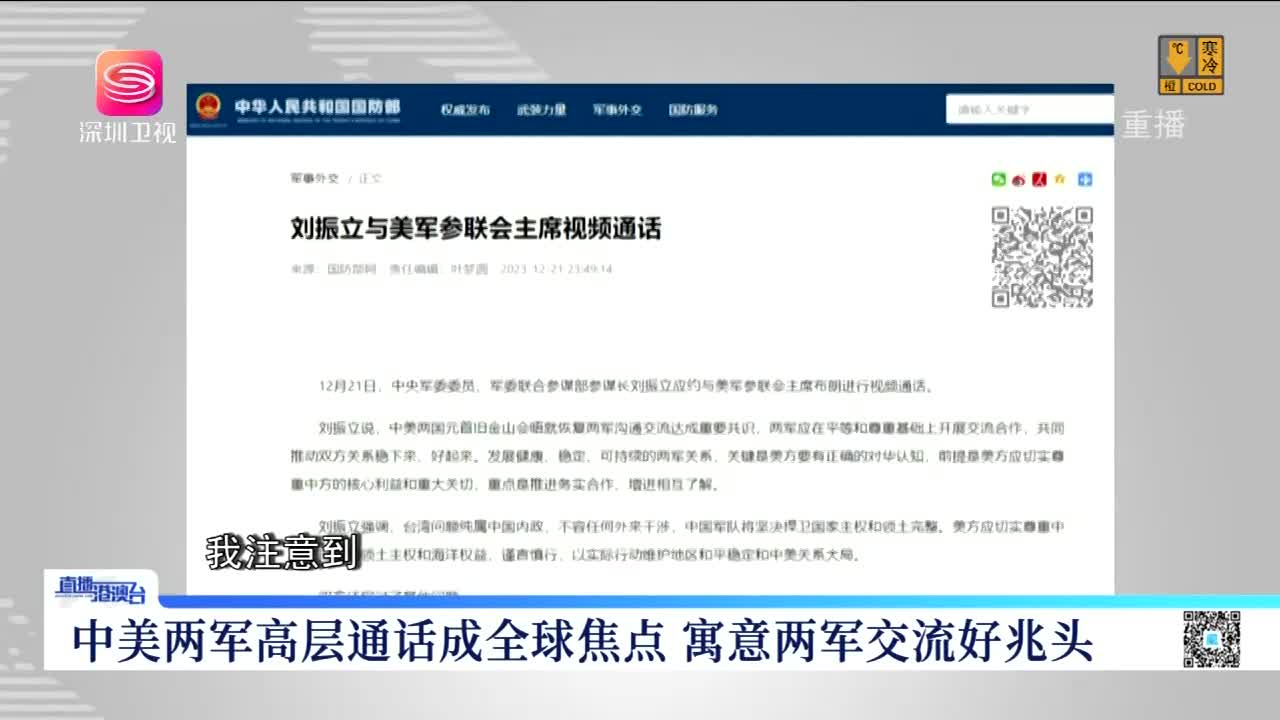 深圳卫视
℃
寒冷
橙 COLD
重播
中华人民共和国国防部
权威发布 武装力量 军事外交 国防服务
请输入关键字
军事外交 / 正文
刘振立与美军参联会主席视频通话
来源：国防部网 责任编辑：叶梦圆 2023-12-21 23:49:14
12月21日，中央军委委员、军委联合参谋部参谋长刘振立应约与美军参联会主席布朗进行视频通话。
刘振立说，中美两国元首旧金山会晤就恢复两军沟通交流达成重要共识，两军应在平等和尊重基础上开展交流合作，共同
推动双方关系稳下来、好起来。发展健康、稳定、可持续的两军关系，关键是美方要有正确的对华认知，前提是美方应切实尊
重中方的核心利益和重大关切，重点是推进务实合作，增进相互了解。
刘振立强调，台湾问题纯属中国内政，不容任何外来干涉，中国军队将坚决捍卫国家主权和领土完整。美方应切实尊重中
领土主权和海洋权益，谨言慎行，以实际行动维护地区和平稳定和中美关系大局。
我注意到
直播港澳台
中美两军高层通话成全球焦点 寓意两军交流好兆头